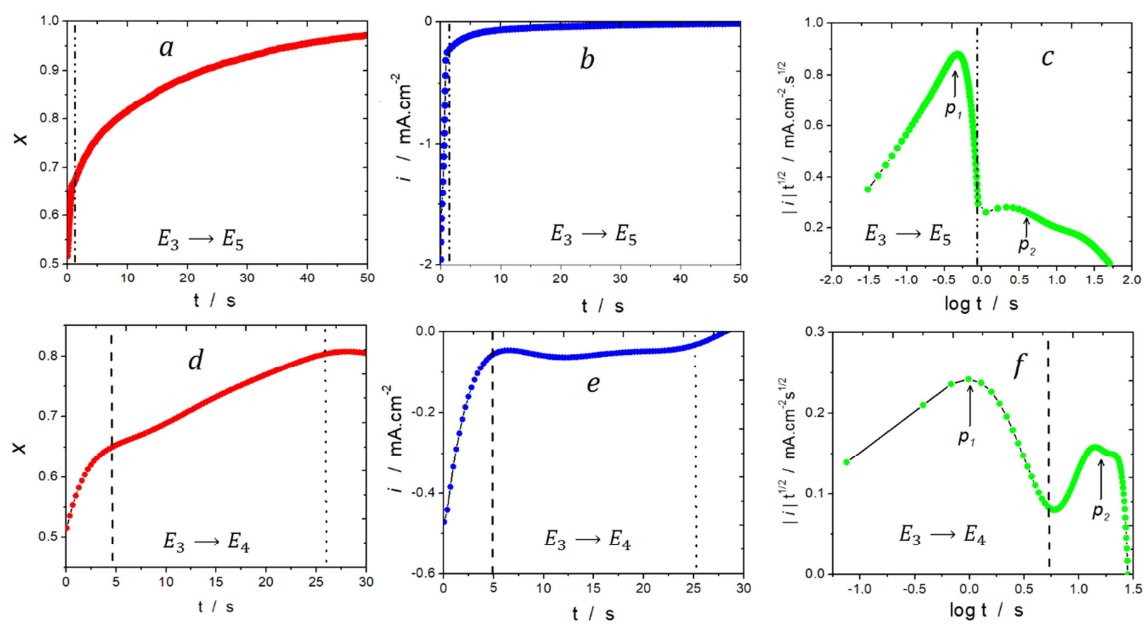 a
X
1.0
0.9
0.8
0.7
0.6
0.5
E₃ → E₅
0 10 20 30 40 50
t / s
b
i / mA.cm⁻²
0
-1
-2
E₃ → E₅
0 10 20 30 40 50
t / s
c
| i | t^1/2 / mA.cm⁻².s^1/2
1.0
0.8
0.6
0.4
0.2
p₁
p₂
E₃ → E₅
-2.0 -1.5 -1.0 -0.5 0.0 0.5 1.0 1.5 2.0
log t / s
d
X
0.8
0.7
0.6
0.5
E₃ → E₄
0 5 10 15 20 25 30
t / s
e
i / mA.cm⁻²
0.0
-0.2
-0.4
-0.6
E₃ → E₄
0 5 10 15 20 25 30
t / s
f
| i | t^1/2 / mA.cm⁻²s^1/2
0.3
0.2
0.1
0.0
p₁
p₂
E₃ → E₄
-1.0 -0.5 0.0 0.5 1.0 1.5
log t / s